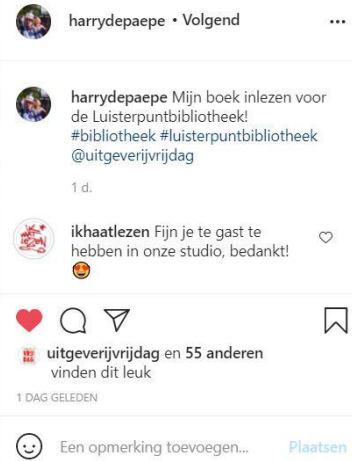 harrydepaepe • Volgend
harrydepaepe Mijn boek inlezen voor
de Luisterpuntbibliotheek!
#bibliotheek #luisterpuntbibliotheek
@uitgeverijvrijdag
1 d.
ikhaatlezen Fijn je te gast te
hebben in onze studio, bedankt!
😍
uitgeverijvrijdag en 55 anderen
vinden dit leuk
1 DAG GELEDEN
Een opmerking toevoegen... Plaatsen